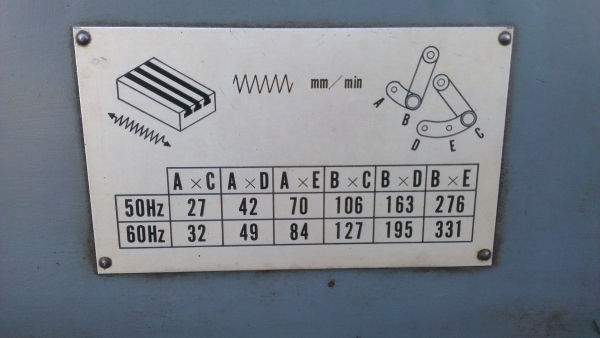 mm/min
A
B
C
D
E
A×C A×D A×E B×C B×D B×E
50Hz 27 42 70 106 163 276
60Hz 32 49 84 127 195 331